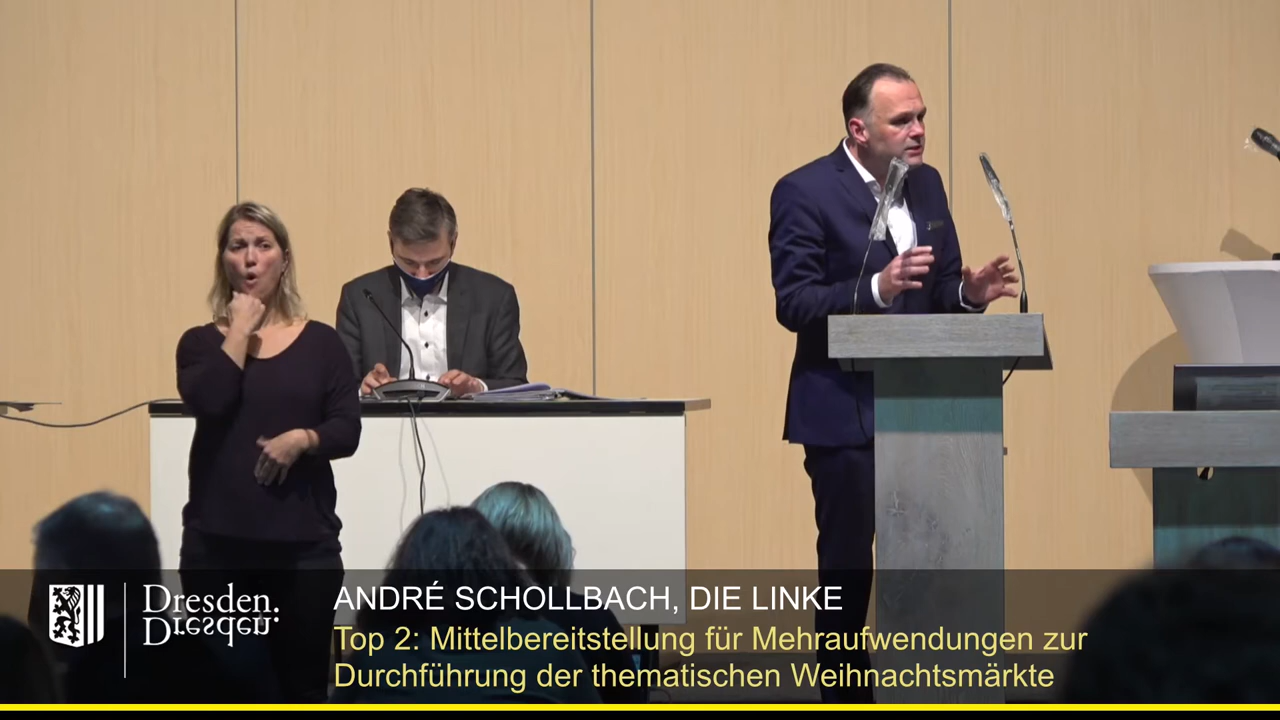 Dresden.
Dresden.
ANDRÉ SCHOLLBACH, DIE LINKE
Top 2: Mittelbereitstellung für Mehraufwendungen zur
Durchführung der thematischen Weihnachtsmärkte